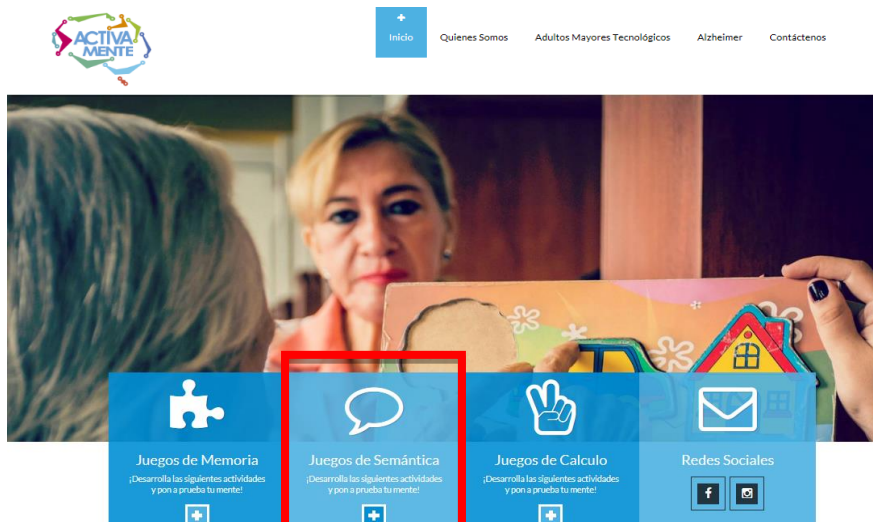 ACTIVA
MENTE
Inicio
Quienes Somos
Adultos Mayores Tecnológicos
Alzheimer
Contáctenos
Juegos de Memoria
¡Desarrolla las siguientes actividades
y pon a prueba tu mente!
Juegos de Semántica
¡Desarrolla las siguientes actividades
y pon a prueba tu mente!
Juegos de Calculo
¡Desarrolla las siguientes actividades
y pon a prueba tu mente!
Redes Sociales